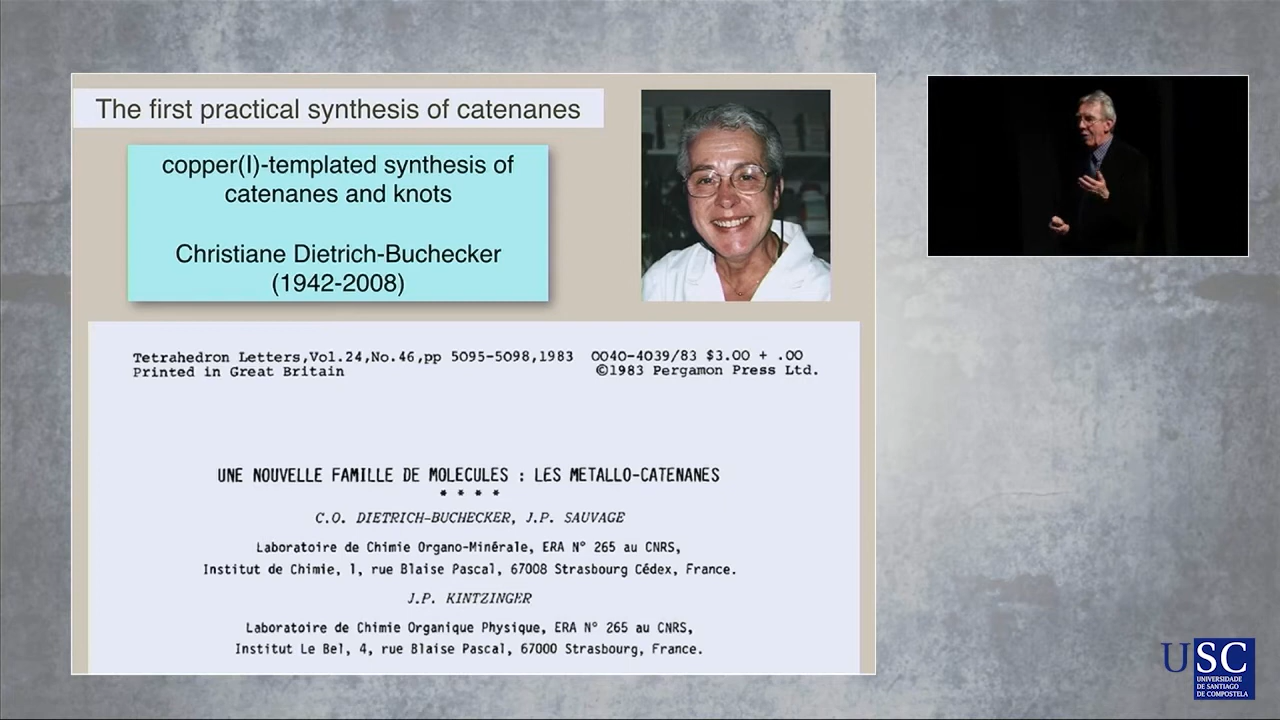 The first practical synthesis of catenanes
copper(I)-templated synthesis of
catenanes and knots
Christiane Dietrich-Buchecker
(1942-2008)
Tetrahedron Letters,Vol.24,No.46,pp 5095-5098,1983 0040-4039/83 $3.00 + .00
Printed in Great Britain ©1983 Pergamon Press Ltd.
UNE NOUVELLE FAMILLE DE MOLECULES : LES METALLO-CATENANES
* * * *
C.O. DIETRICH-BUCHECKER, J.P. SAUVAGE
Laboratoire de Chimie Organo-Minérale, ERA N° 265 au CNRS,
Institut de Chimie, 1, rue Blaise Pascal, 67008 Strasbourg Cédex, France.
J.P. KINTZINGER
Laboratoire de Chimie Organique Physique, ERA N° 265 au CNRS,
Institut Le Bel, 4, rue Blaise Pascal, 67000 Strasbourg, France.
USC
UNIVERSIDADE
DE SANTIAGO
DE COMPOSTELA